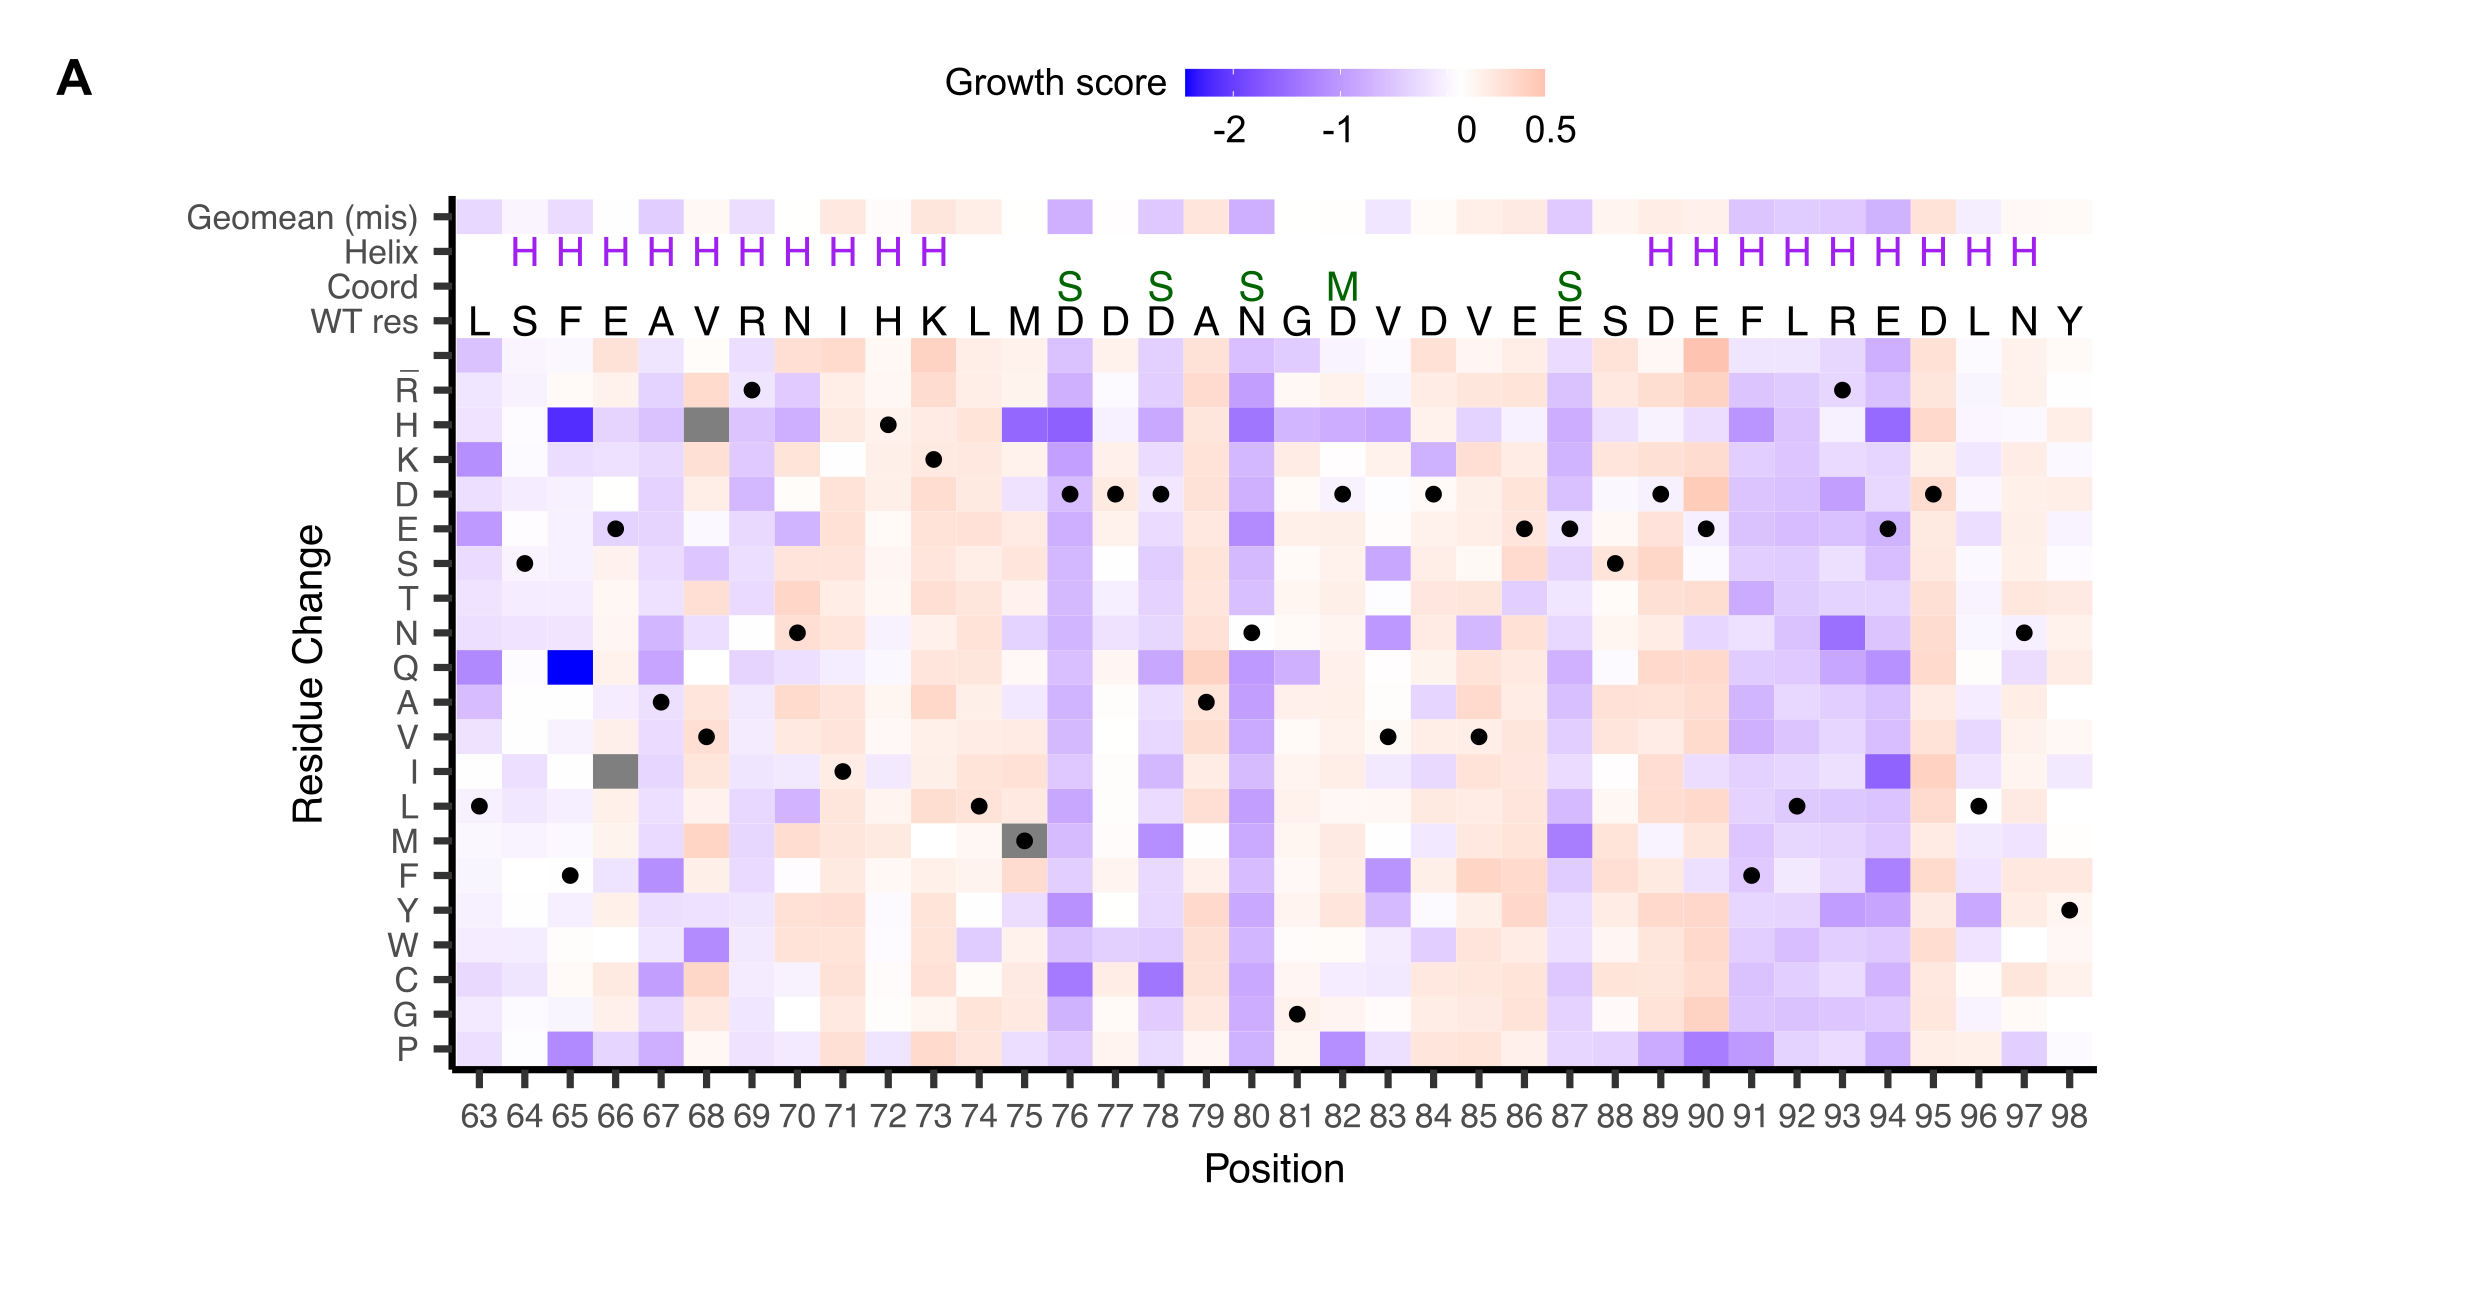 A
Growth score
-2 -1 0 0.5
Geomean (mis)
Helix H H H H H H H H H H H H H H H H H H H
Coord S S S M S
WT res L S F E A V R N I H K L M D D D A N G D V D V E E S D E F L R E D L N Y
_
R
H
K
D
E
S
T
N
Q
A
V
I
L
M
F
Y
W
C
G
P
Residue Change
63 64 65 66 67 68 69 70 71 72 73 74 75 76 77 78 79 80 81 82 83 84 85 86 87 88 89 90 91 92 93 94 95 96 97 98
Position